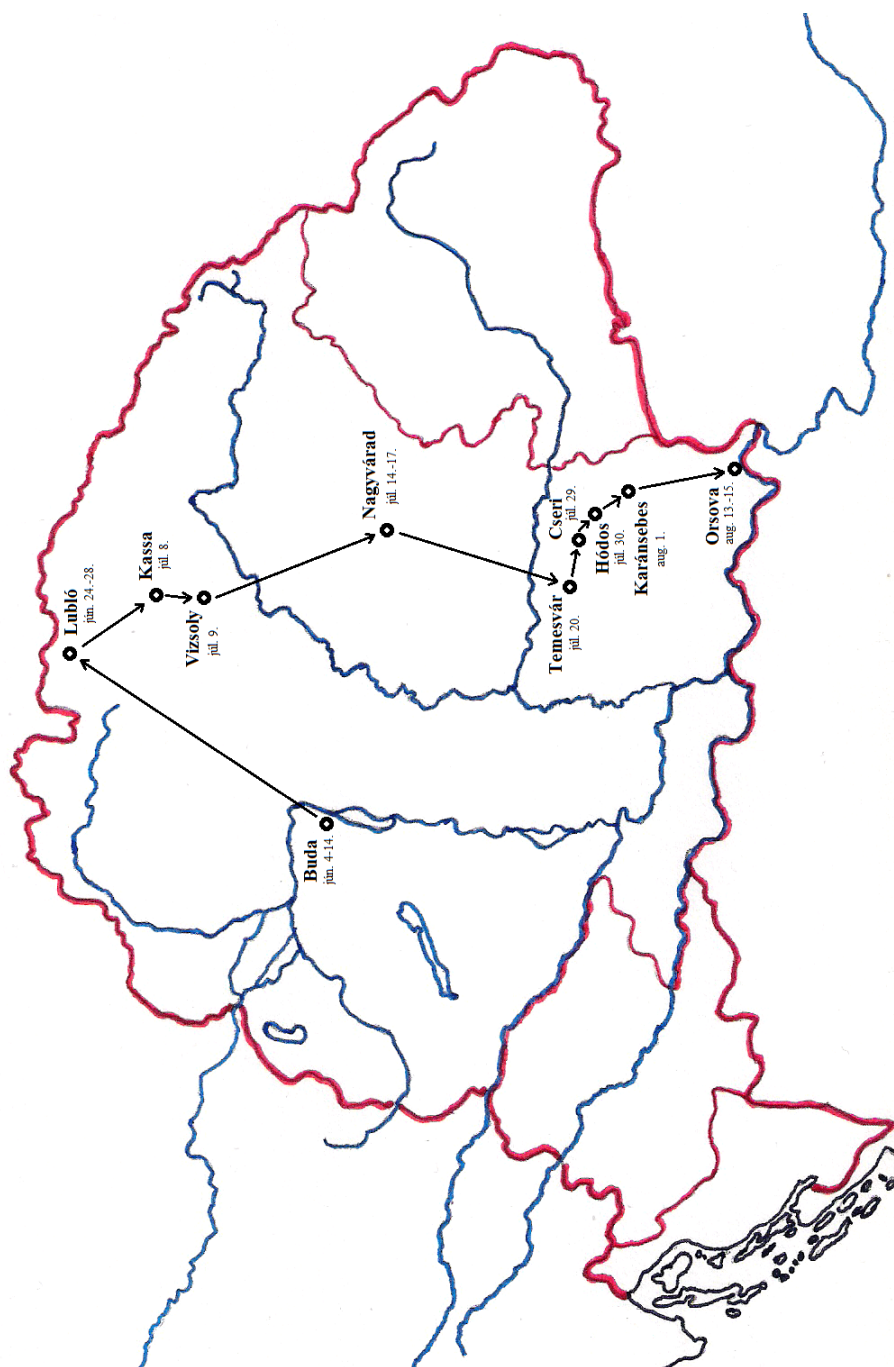 Lubló
jún. 24.-28.
Kassa
júl. 8.
Vizsoly
júl. 9.
Nagyvárad
júl. 14.-17.
Buda
jún. 4-14.
Temesvár
júl. 20.
Cseri
júl. 29.
Hódos
júl. 30.
Karánsebes
aug. 1.
Orsova
aug. 13.-15.